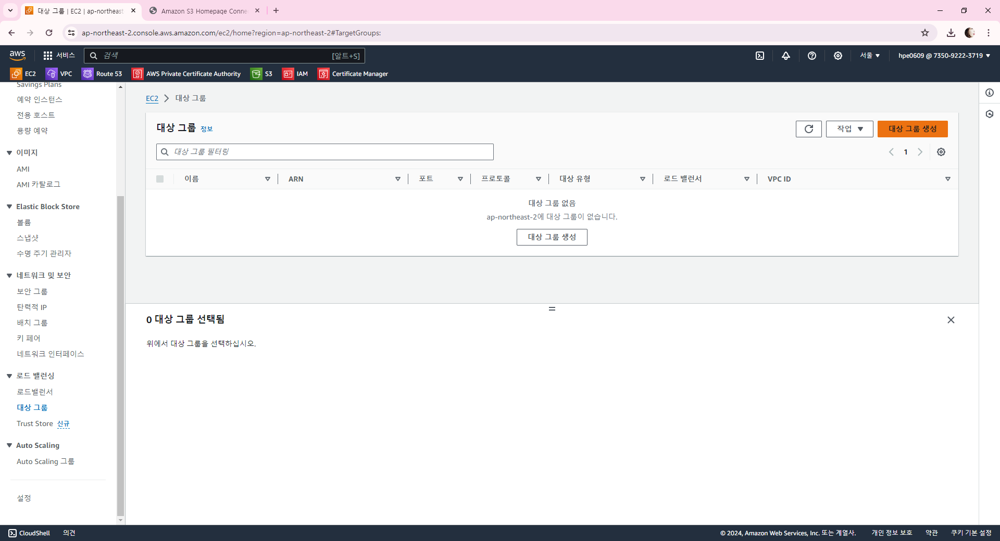 대상 그룹 | EC2 | ap-northeast
Amazon S3 Homepage Conne
ap-northeast-2.console.aws.amazon.com/ec2/home?region=ap-northeast-2#TargetGroups:
aws
서비스
검색
[알트+S]
서울
hpe0609 @ 7350-9222-3719
EC2
VPC
Route 53
AWS Private Certificate Authority
S3
IAM
Certificate Manager
Savings Plans
예약 인스턴스
전용 호스트
용량 예약
이미지
AMI
AMI 카탈로그
Elastic Block Store
볼륨
스냅샷
수명 주기 관리자
네트워크 및 보안
보안 그룹
탄력적 IP
배치 그룹
키 페어
네트워크 인터페이스
로드 밸런싱
로드밸런서
대상 그룹
Trust Store 신규
Auto Scaling
Auto Scaling 그룹
설정
EC2
대상 그룹
대상 그룹 정보
작업
대상 그룹 생성
대상 그룹 필터링
1
이름
ARN
포트
프로토콜
대상 유형
로드 밸런서
VPC ID
대상 그룹 없음
ap-northeast-2에 대상 그룹이 없습니다.
대상 그룹 생성
0 대상 그룹 선택됨
위에서 대상 그룹을 선택하십시오.
CloudShell
의견
© 2024, Amazon Web Services, Inc. 또는 계열사.
개인 정보 보호
약관
쿠키 기본 설정